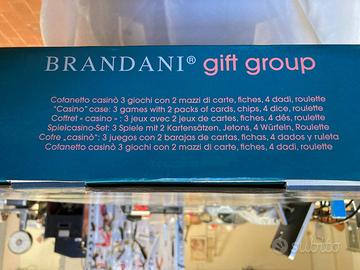 BRANDANI® gift group
Cofanetto casinò 3 giochi con 2 mazzi di carte, fiches, 4 dadi, roulette
"Casino" case: 3 games with 2 packs of cards, chips, 4 dice, roulette
Coffret « casino » : 3 jeux avec 2 jeux de cartes, fiches, 4 dés, roulette
Spielcasino-Set: 3 Spiele mit 2 Kartensätzen, Jetons, 4 Würfeln, Roulette
Cofre „casinò": 3 juegos con 2 barajas de cartas, fichas, 4 dados y ruleta
Cofanetto casinò 3 giochi con 2 mazzi di carte, fiches, 4 dadi, roulette
subito